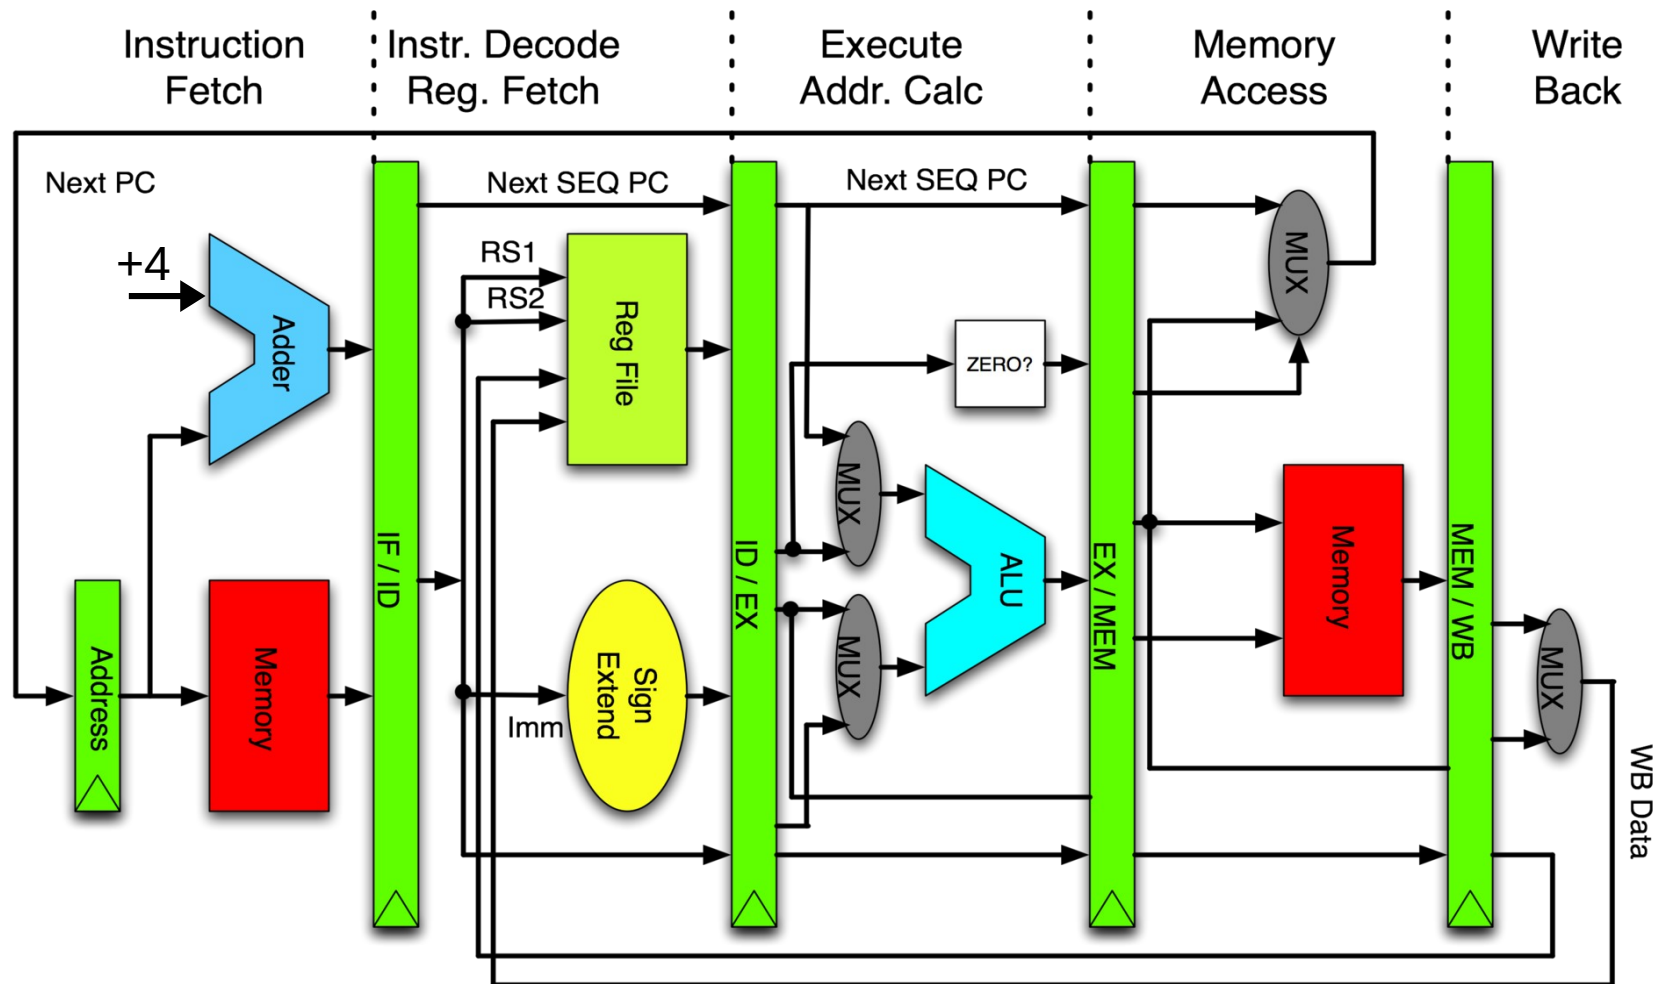 Instruction
Fetch
Instr. Decode
Reg. Fetch
Execute
Addr. Calc
Memory
Access
Write
Back
Next PC
Next SEQ PC
Next SEQ PC
+4
Adder
RS1
RS2
Reg File
MUX
ZERO?
MUX
ALU
MUX
IF / ID
ID / EX
EX / MEM
MEM / WB
Address
Memory
Imm
Sign
Extend
Memory
MUX
WB Data